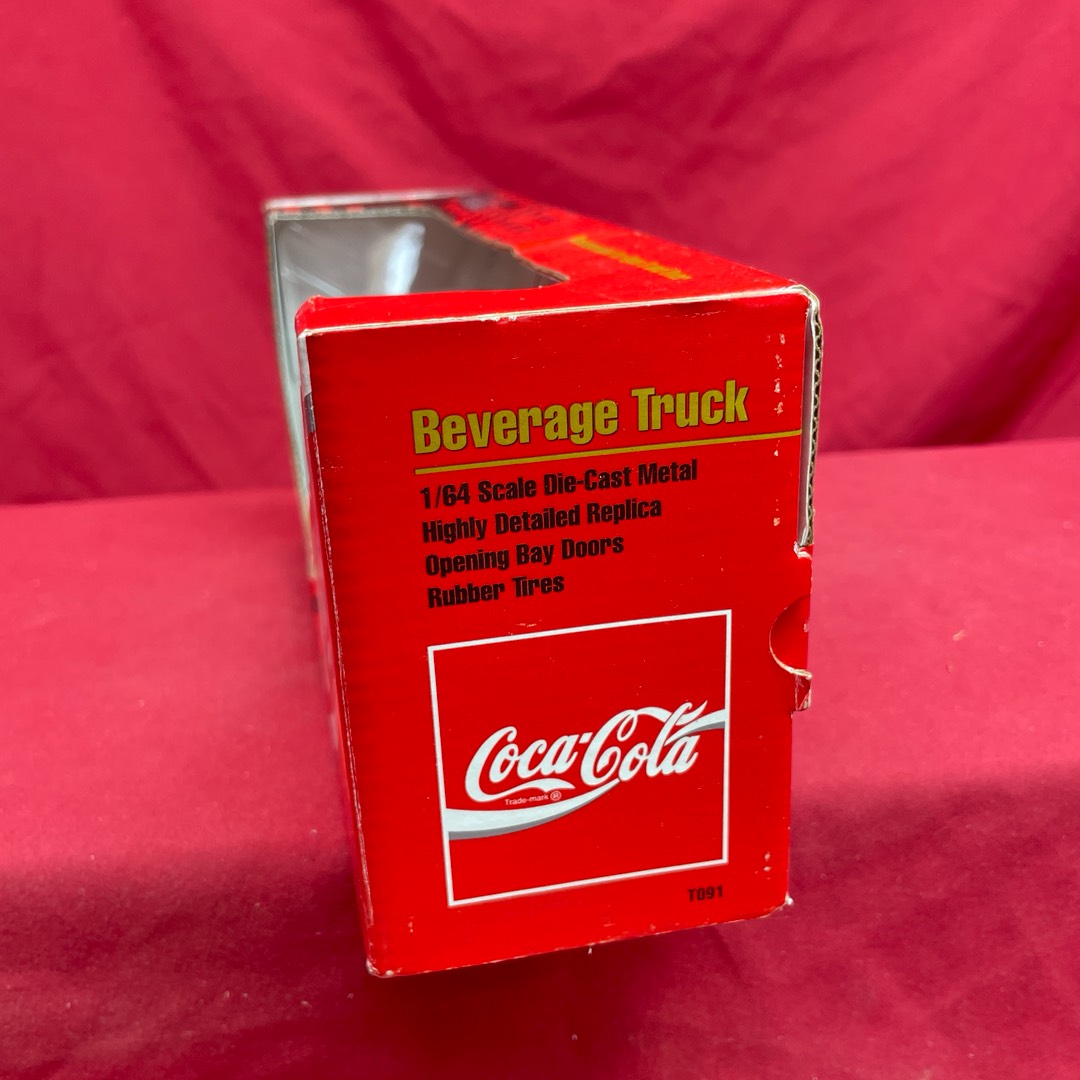 Beverage Truck
1/64 Scale Die-Cast Metal
Highly Detailed Replica
Opening Bay Doors
Rubber Tires
Coca-Cola
Trade-mark ®
T091